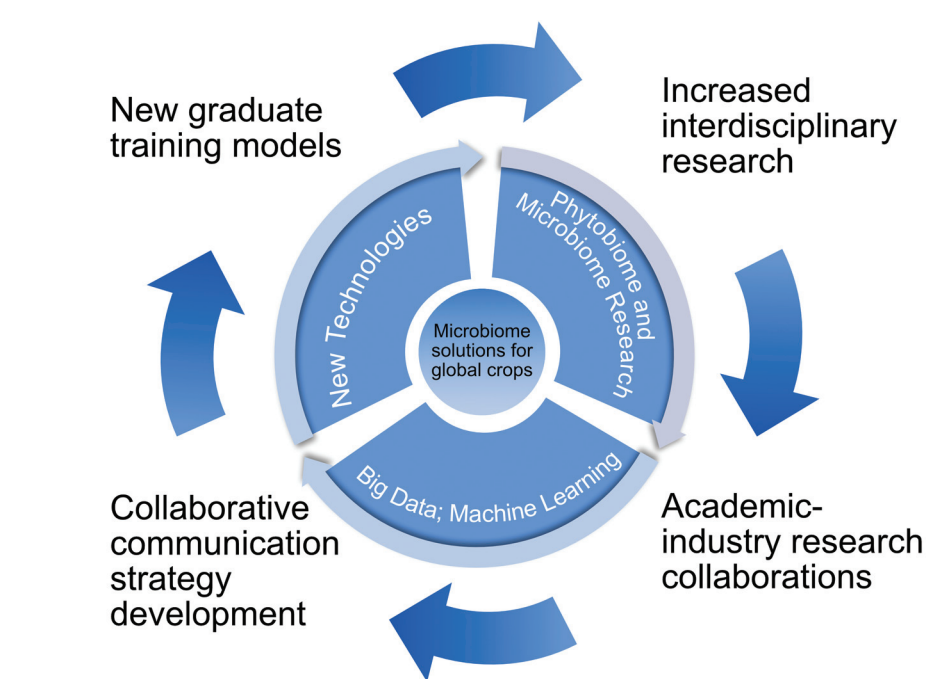 New graduate
training models
Increased
interdisciplinary
research
New Technologies
Phytobiome and
Microbiome Research
Microbiome
solutions for
global crops
Big Data; Machine Learning
Collaborative
communication
strategy
development
Academic-
industry research
collaborations